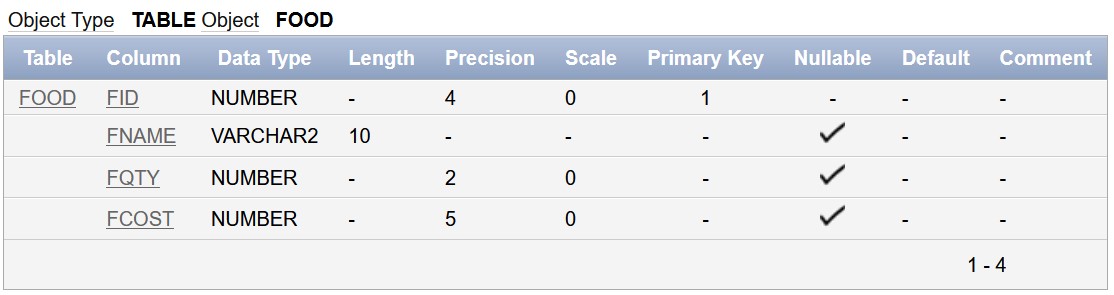 Object Type TABLE Object FOOD
Table Column Data Type Length Precision Scale Primary Key Nullable Default Comment
FOOD FID NUMBER - 4 0 1 - - -
FNAME VARCHAR2 10 - - - ✓ - -
FQTY NUMBER - 2 0 - ✓ - -
FCOST NUMBER - 5 0 - ✓ - -
1 - 4